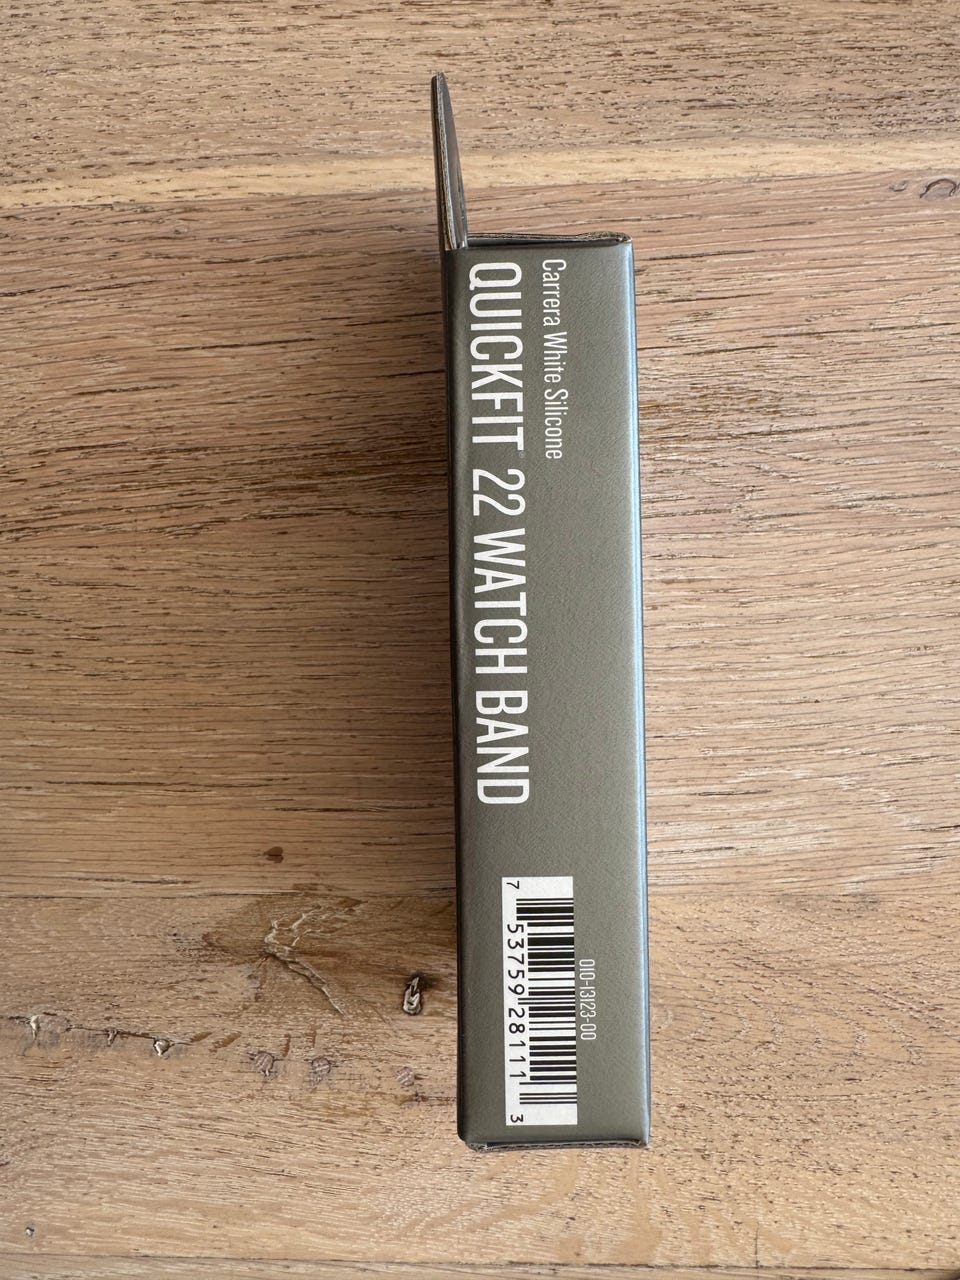 Carrera White Silicone
QUICKFIT® 22 WATCH BAND
010-13123-00
7 53759 28111 3